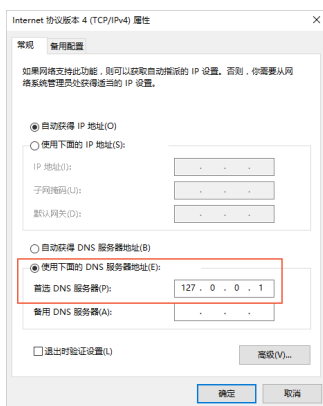 Internet 协议版本 4 (TCP/IPv4) 属性
常规
备用配置
如果网络支持此功能，则可以获取自动指派的 IP 设置。否则，你需要从网
络系统管理员处获得适当的 IP 设置。
自动获得 IP 地址(O)
使用下面的 IP 地址(S):
IP 地址(I):
子网掩码(U):
默认网关(D):
自动获得 DNS 服务器地址(B)
使用下面的 DNS 服务器地址(E):
首选 DNS 服务器(P): 127 . 0 . 0 . 1
备用 DNS 服务器(A):
退出时验证设置(L)
高级(V)...
确定 取消